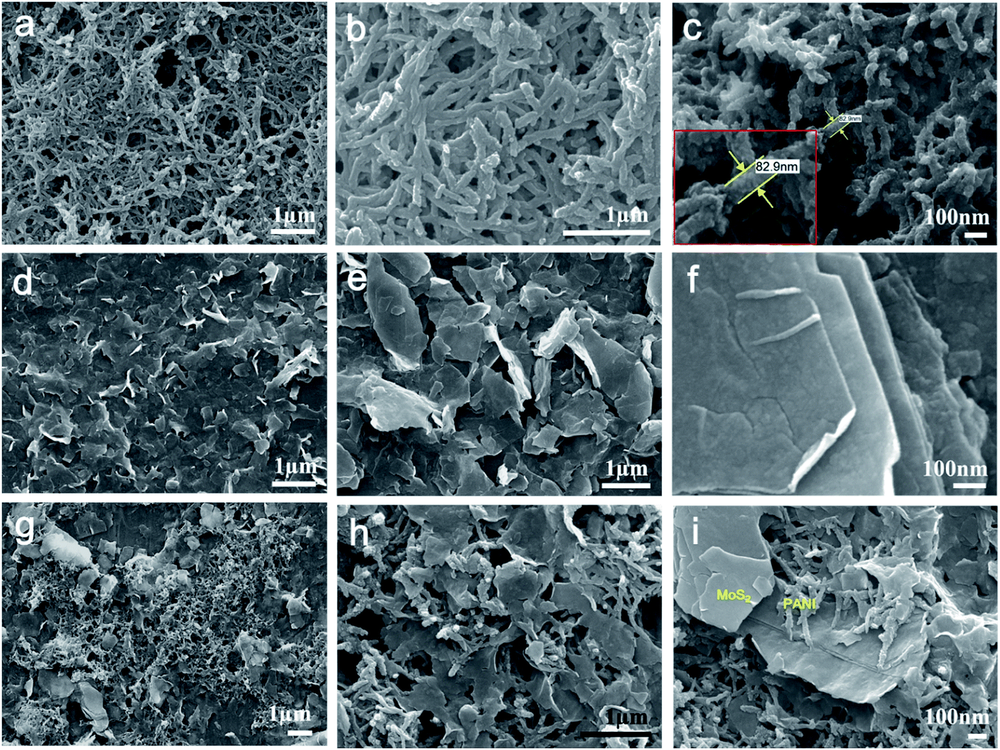 a
b
c
82.9nm
82.9nm
1μm
1μm
100nm
d
e
f
1μm
1μm
100nm
g
h
i
MoS₂
PANI
1μm
1μm
100nm